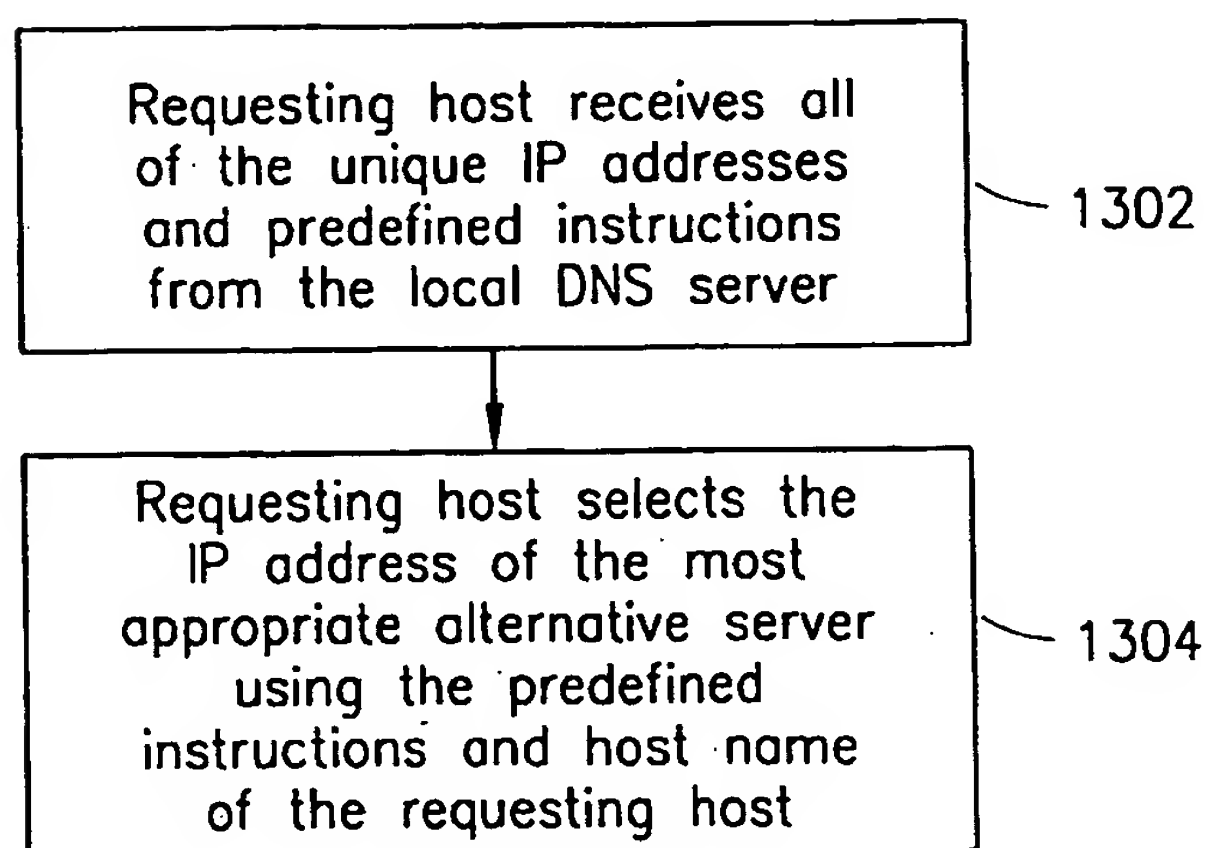 Requesting host receives all
of the unique IP addresses
and predefined instructions
from the local DNS server
1302
Requesting host selects the
IP address of the most
appropriate alternative server
using the predefined
instructions and host name
of the requesting host
1304